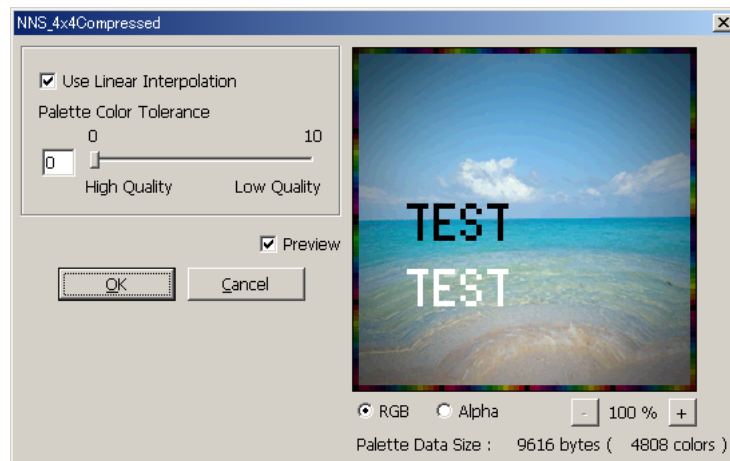 NNS_4x4Compressed
Use Linear Interpolation
Palette Color Tolerance
0 10
0
High Quality Low Quality
Preview
OK Cancel
TEST
TEST
RGB Alpha - 100 % +
Palette Data Size : 9616 bytes ( 4808 colors )